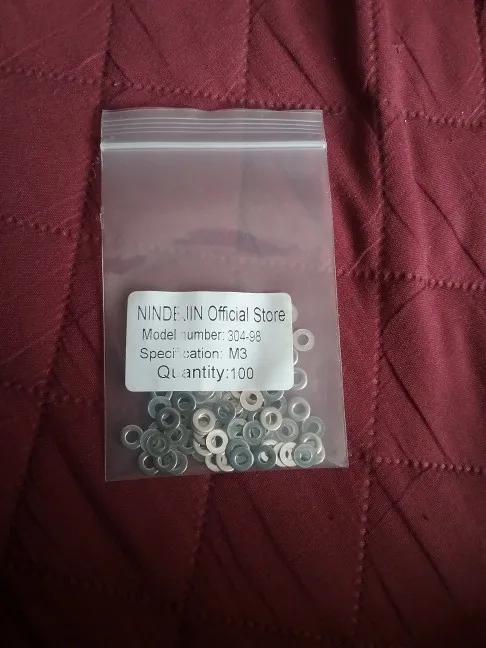 NINDEJIN Official Store
Model number: 304-98
Specification: M3
Quantity:100